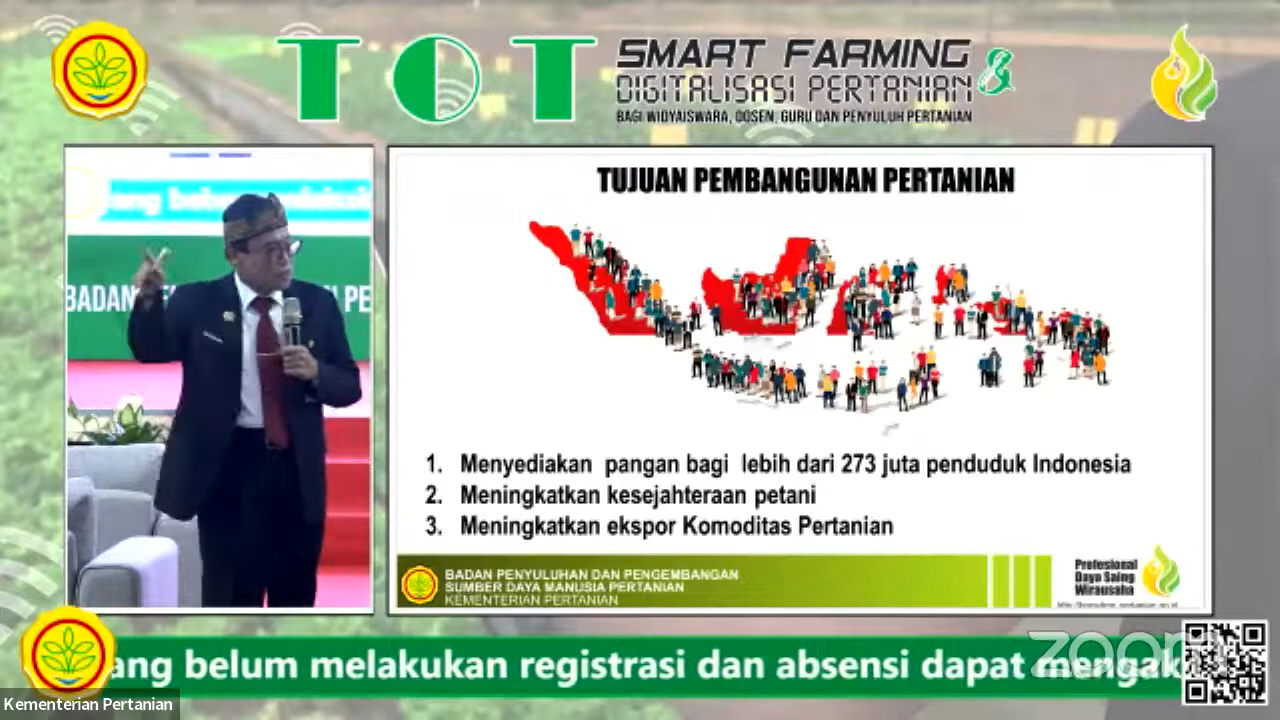 TOT
SMART FARMING &
DIGITALISASI PERTANIAN
BAGI WIDYAISWARA, DOSEN, GURU DAN PENYULUH PERTANIAN
BADAN
PE
TUJUAN PEMBANGUNAN PERTANIAN
1. Menyediakan pangan bagi lebih dari 273 juta penduduk Indonesia
2. Meningkatkan kesejahteraan petani
3. Meningkatkan ekspor Komoditas Pertanian
BADAN PENYULUHAN DAN PENGEMBANGAN
SUMBER DAYA MANUSIA PERTANIAN
KEMENTERIAN PERTANIAN
Profesional
Daya Saing
Wirausaha
ang belum melakukan registrasi dan absensi dapat mengak
zoom
Kementerian Pertanian